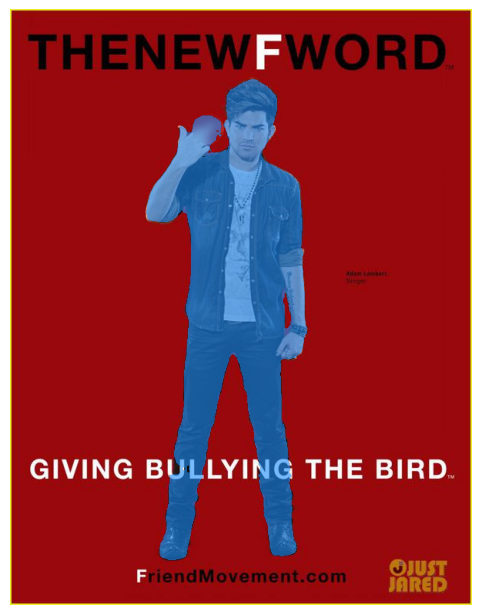 THENEWFWORD™
Adam Lambert
Singer
GIVING BULLYING THE BIRD™
FriendMovement.com
JUST
JARED